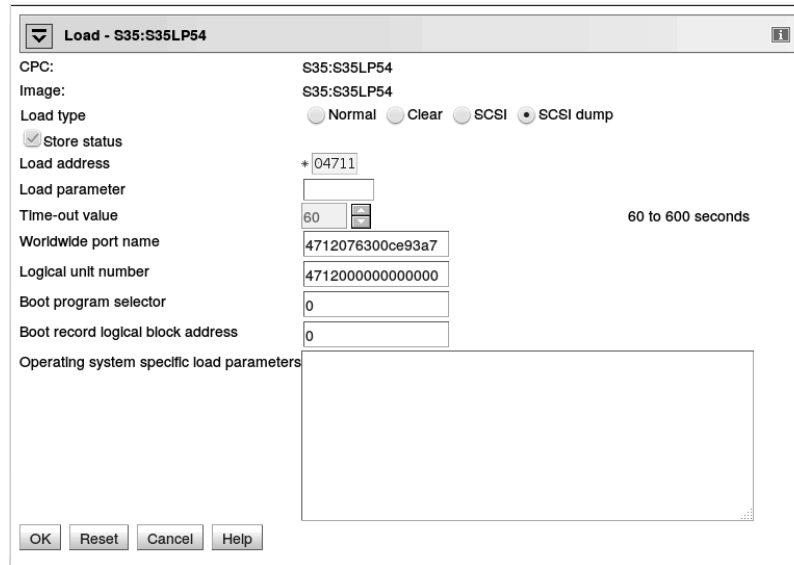 Load - S35:S35LP54
CPC: S35:S35LP54
Image: S35:S35LP54
Load type Normal Clear SCSI SCSI dump
Store status
Load address * 04711
Load parameter
Time-out value 60 60 to 600 seconds
Worldwide port name 4712076300ce93a7
Logical unit number 4712000000000000
Boot program selector 0
Boot record logical block address 0
Operating system specific load parameters
OK Reset Cancel Help